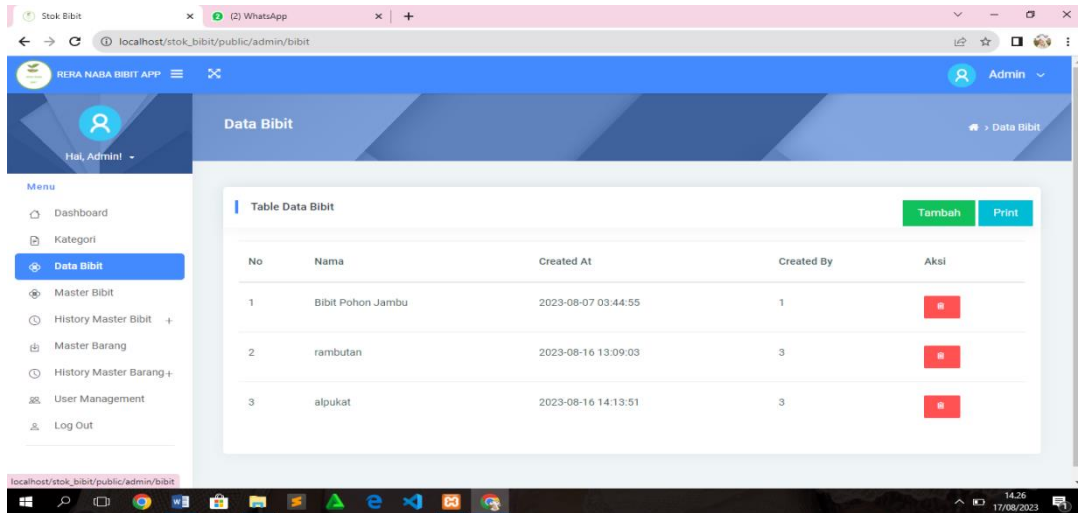 Stok Bibit
(2) WhatsApp
localhost/stok_bibit/public/admin/bibit
RERA NABA BIBIT APP
Admin
Hai, Admin!
Data Bibit
> Data Bibit
Menu
Dashboard
Kategori
Data Bibit
Master Bibit
History Master Bibit +
Master Barang
History Master Barang +
User Management
Log Out
Table Data Bibit
Tambah
Print
No Nama Created At Created By Aksi
1 Bibit Pohon Jambu 2023-08-07 03:44:55 1
2 rambutan 2023-08-16 13:09:03 3
3 alpukat 2023-08-16 14:13:51 3
localhost/stok_bibit/public/admin/bibit
14.26
17/08/2023